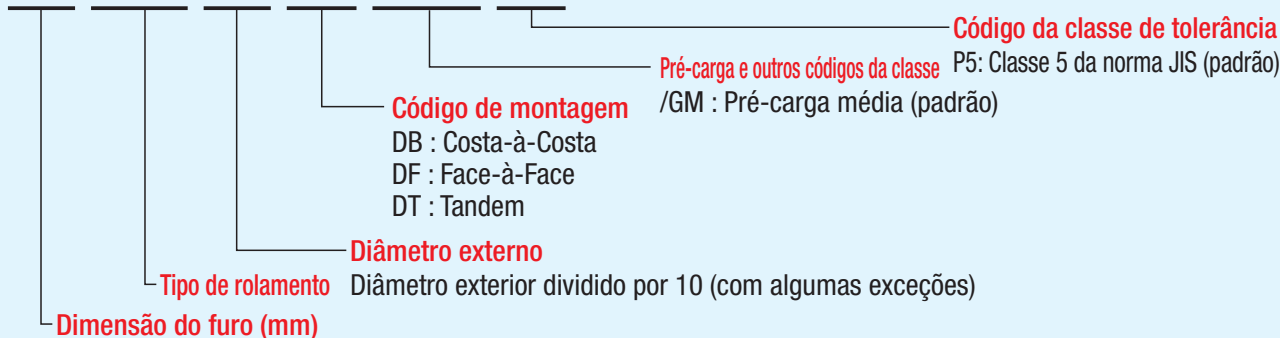 Código da classe de tolerância
P5: Classe 5 da norma JIS (padrão)
Pré-carga e outros códigos da classe
/GM : Pré-carga média (padrão)
Código de montagem
DB : Costa-à-Costa
DF : Face-à-Face
DT : Tandem
Diâmetro externo
Diâmetro exterior dividido por 10 (com algumas exceções)
Tipo de rolamento
Dimensão do furo (mm)